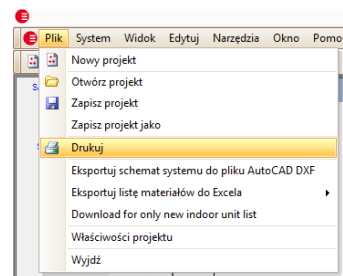 Plik System Widok Edytuj Narzędzia Okno Pomo
Nowy projekt
Otwórz projekt
Zapisz projekt
Zapisz projekt jako
Drukuj
Eksportuj schemat systemu do pliku AutoCAD DXF
Eksportuj listę materiałów do Excela
Download for only new indoor unit list
Właściwości projektu
Wyjdź